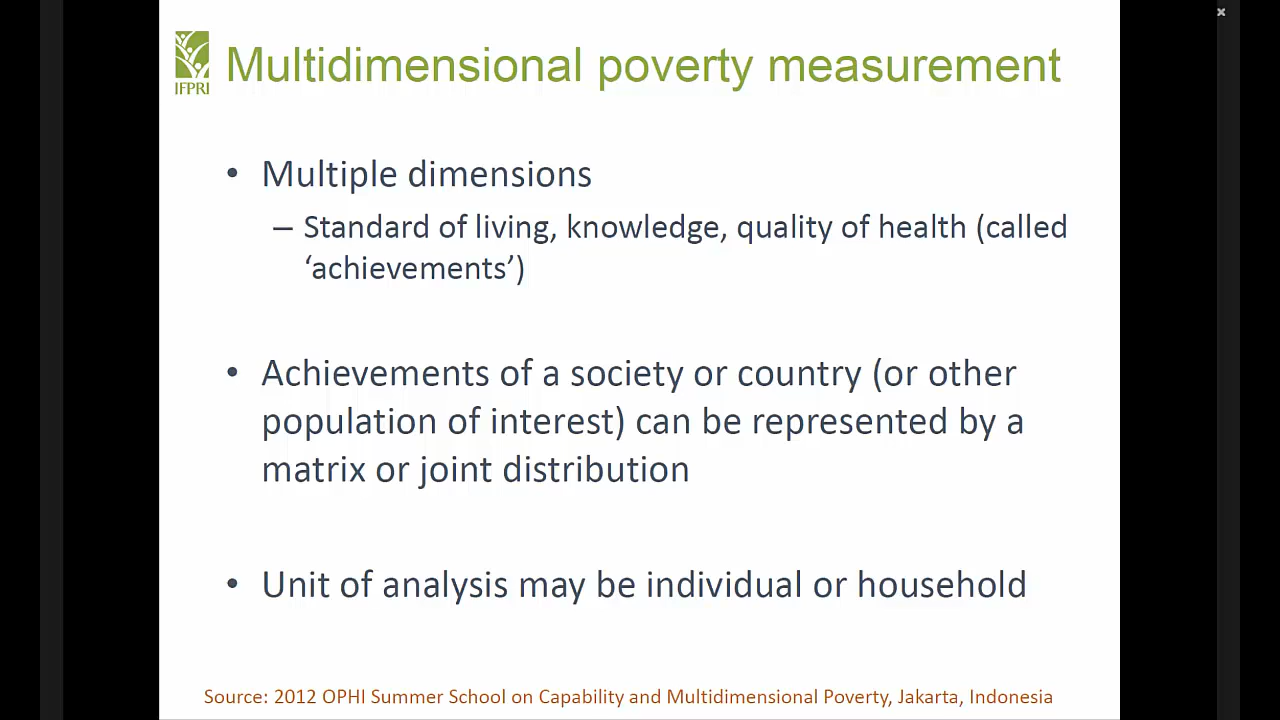 IFPRI
Multidimensional poverty measurement
• Multiple dimensions
– Standard of living, knowledge, quality of health (called
‘achievements’)
• Achievements of a society or country (or other
population of interest) can be represented by a
matrix or joint distribution
• Unit of analysis may be individual or household
Source: 2012 OPHI Summer School on Capability and Multidimensional Poverty, Jakarta, Indonesia